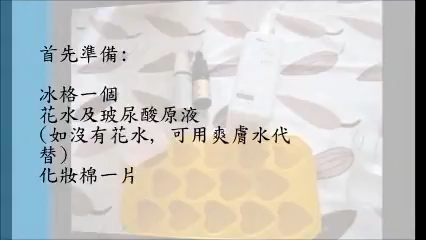 首先準備:
冰格一個
花水及玻尿酸原液
(如沒有花水, 可用爽膚水代
替)
化妝棉一片